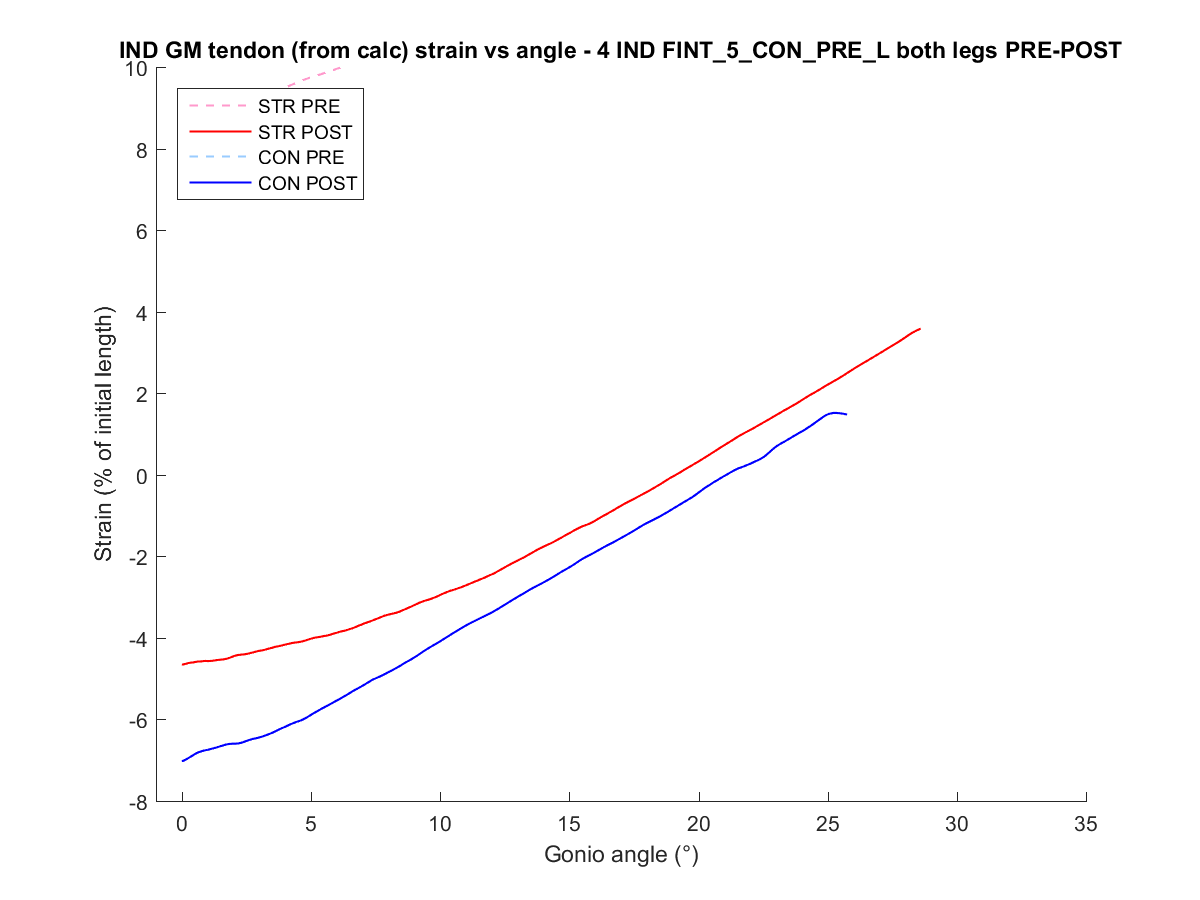 IND GM tendon (from calc) strain vs angle - 4 IND FINT_5_CON_PRE_L both legs PRE-POST
10
8
6
4
2
0
-2
-4
-6
-8
Strain (% of initial length)
STR PRE
STR POST
CON PRE
CON POST
0 5 10 15 20 25 30 35
Gonio angle (°)